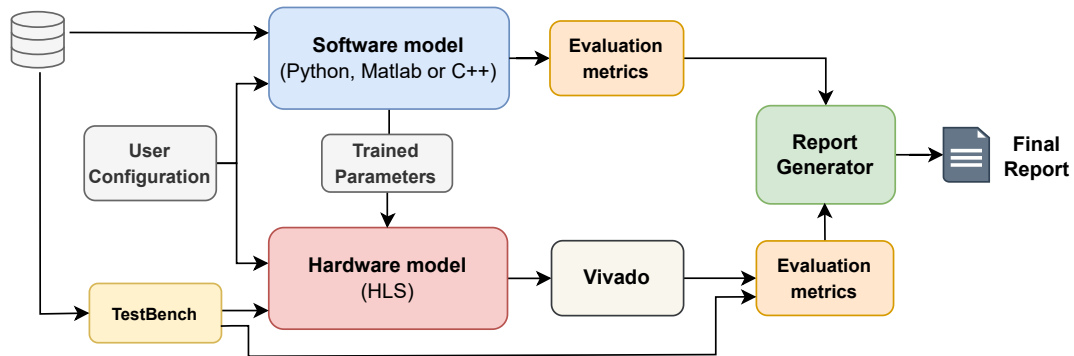 Software model
(Python, Matlab or C++)
Evaluation
metrics
User
Configuration
Trained
Parameters
Report
Generator
Final
Report
Hardware model
(HLS)
Vivado
Evaluation
metrics
TestBench